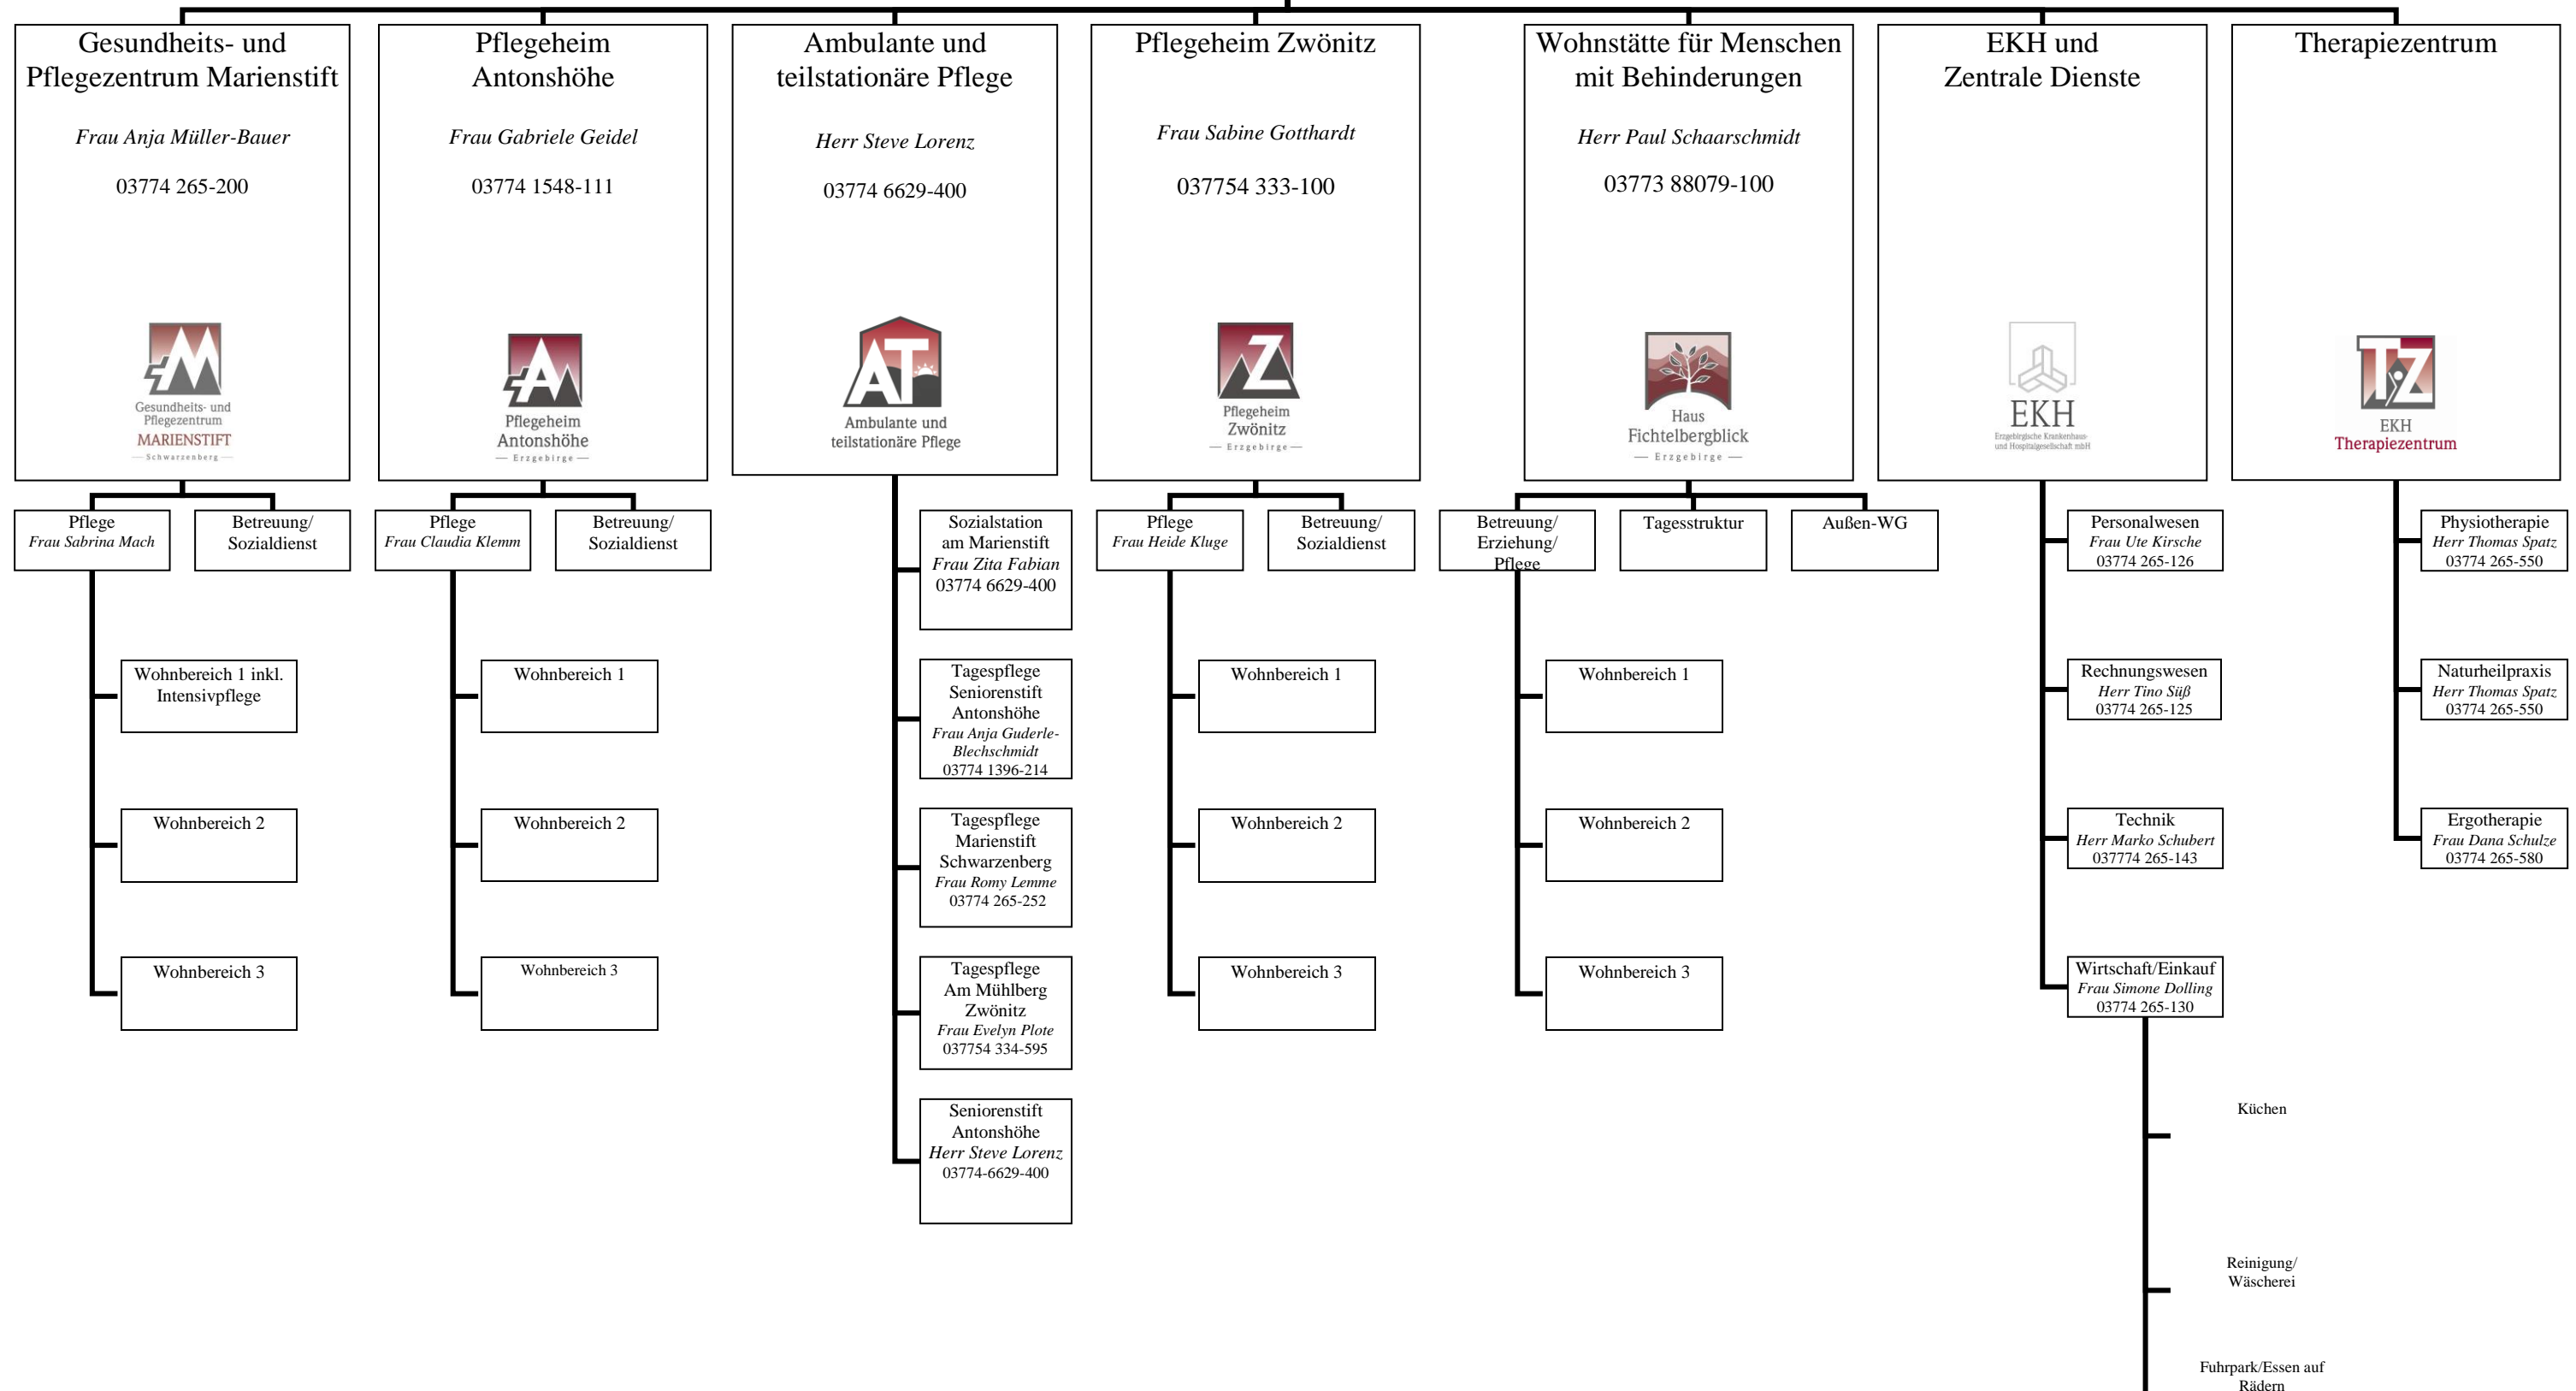 Gesundheits- und
Pflegezentrum Marienstift
Frau Anja Müller-Bauer
03774 265-200
Gesundheits- und
Pflegezentrum
MARIENSTIFT
Schwarzenberg
Pflegeheim
Antonshöhe
Frau Gabriele Geidel
03774 1548-111
Pflegeheim
Antonshöhe
Erzgebirge
Ambulante und
teilstationäre Pflege
Herr Steve Lorenz
03774 6629-400
AT
Ambulante und
teilstationäre Pflege
Pflegeheim Zwönitz
Frau Sabine Gotthardt
037754 333-100
Z
Pflegeheim
Zwönitz
Erzgebirge
Wohnstätte für Menschen
mit Behinderungen
Herr Paul Schaarschmidt
03773 88079-100
Haus
Fichtelbergblick
Erzgebirge
EKH und
Zentrale Dienste
EKH
Erzgebirgische Krankenhaus-
und Hospitalgesellschaft mbH
Therapiezentrum
TZ
EKH
Therapiezentrum
Pflege
Frau Sabrina Mach
Betreuung/
Sozialdienst
Wohnbereich 1 inkl.
Intensivpflege
Wohnbereich 2
Wohnbereich 3
Pflege
Frau Claudia Klemm
Betreuung/
Sozialdienst
Wohnbereich 1
Wohnbereich 2
Wohnbereich 3
Sozialstation
am Marienstift
Frau Zita Fabian
03774 6629-400
Tagespflege
Seniorenstift
Antonshöhe
Frau Anja Guderle-
Blechschmidt
03774 1396-214
Tagespflege
Marienstift
Schwarzenberg
Frau Romy Lemme
03774 265-252
Tagespflege
Am Mühlberg
Zwönitz
Frau Evelyn Plote
037754 334-595
Seniorenstift
Antonshöhe
Herr Steve Lorenz
03774-6629-400
Pflege
Frau Heide Kluge
Betreuung/
Sozialdienst
Wohnbereich 1
Wohnbereich 2
Wohnbereich 3
Betreuung/
Erziehung/
Pflege
Tagesstruktur
Außen-WG
Wohnbereich 1
Wohnbereich 2
Wohnbereich 3
Personalwesen
Frau Ute Kirsche
03774 265-126
Rechnungswesen
Herr Tino Süß
03774 265-125
Technik
Herr Marko Schubert
037774 265-143
Wirtschaft/Einkauf
Frau Simone Dolling
03774 265-130
Küchen
Reinigung/
Wäscherei
Fuhrpark/Essen auf
Rädern
Physiotherapie
Herr Thomas Spatz
03774 265-550
Naturheilpraxis
Herr Thomas Spatz
03774 265-550
Ergotherapie
Frau Dana Schulze
03774 265-580